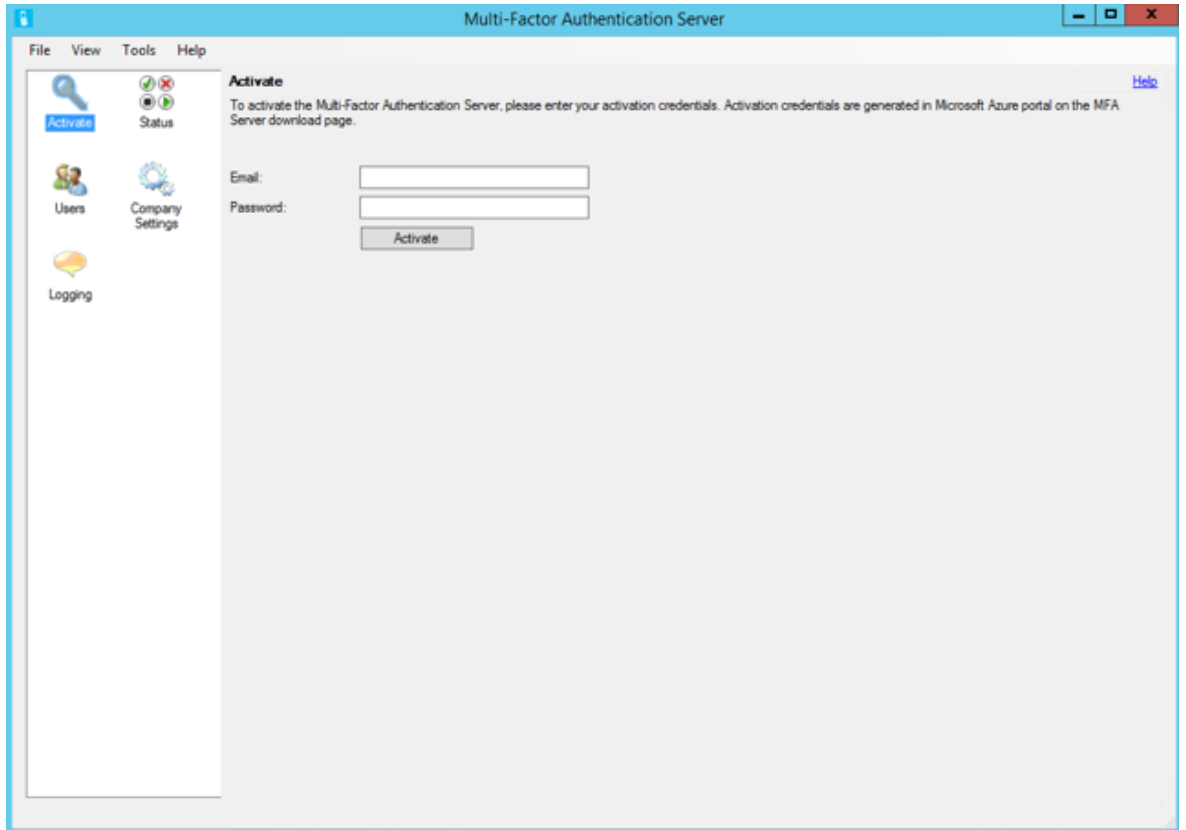 Multi-Factor Authentication Server
File View Tools Help
Activate
Status
Users
Company
Settings
Logging
Activate
Help
To activate the Multi-Factor Authentication Server, please enter your activation credentials. Activation credentials are generated in Microsoft Azure portal on the MFA
Server download page.
Email:
Password:
Activate